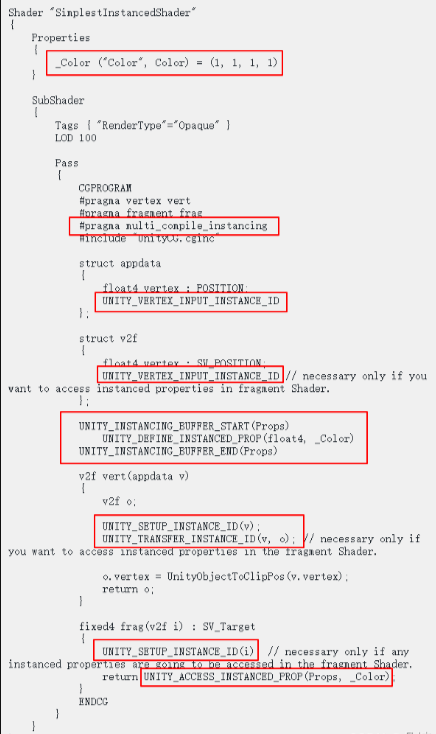 Shader "SimplestInstancedShader"
{
Properties
{
_Color ("Color", Color) = (1, 1, 1, 1)
}
SubShader
{
Tags { "RenderType"="Opaque" }
LOD 100
Pass
{
CGPROGRAM
#pragma vertex vert
#pragma fragment frag
#pragma multi_compile_instancing
#include "UnityCG.cginc"
struct appdata
{
float4 vertex : POSITION;
UNITY_VERTEX_INPUT_INSTANCE_ID
};
struct v2f
{
float4 vertex : SV_POSITION;
UNITY_VERTEX_INPUT_INSTANCE_ID // necessary only if you
want to access instanced properties in fragment Shader.
};
UNITY_INSTANCING_BUFFER_START(Props)
UNITY_DEFINE_INSTANCED_PROP(float4, _Color)
UNITY_INSTANCING_BUFFER_END(Props)
v2f vert(appdata v)
{
v2f o;
UNITY_SETUP_INSTANCE_ID(v);
UNITY_TRANSFER_INSTANCE_ID(v, o); // necessary only if
you want to access instanced properties in the fragment Shader.
o.vertex = UnityObjectToClipPos(v.vertex);
return o;
}
fixed4 frag(v2f i) : SV_Target
{
UNITY_SETUP_INSTANCE_ID(i) // necessary only if any
instanced properties are going to be accessed in the fragment Shader.
return UNITY_ACCESS_INSTANCED_PROP(Props, _Color);
}
ENDCG
}
}